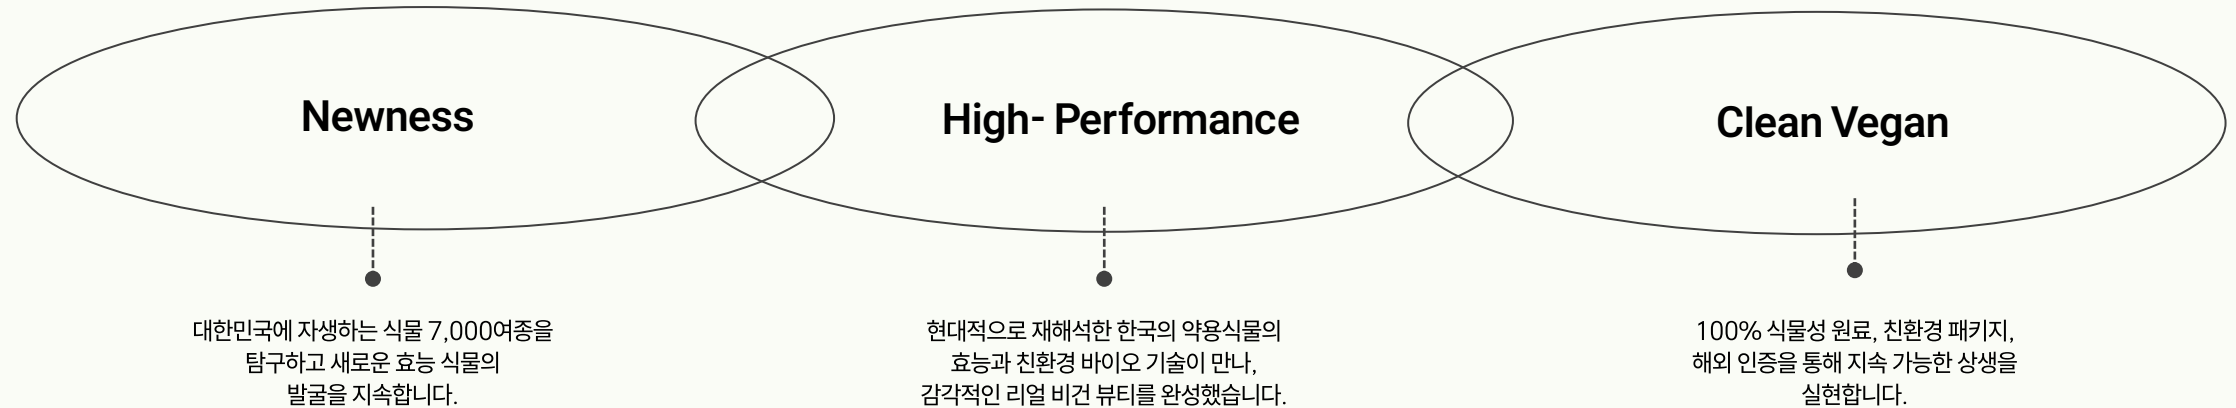 Newness
High- Performance
Clean Vegan
대한민국에 자생하는 식물 7,000여종을
탐구하고 새로운 효능 식물의
발굴을 지속합니다.
현대적으로 재해석한 한국의 약용식물의
효능과 친환경 바이오 기술이 만나,
감각적인 리얼 비건 뷰티를 완성했습니다.
100% 식물성 원료, 친환경 패키지,
해외 인증을 통해 지속 가능한 상생을
실현합니다.